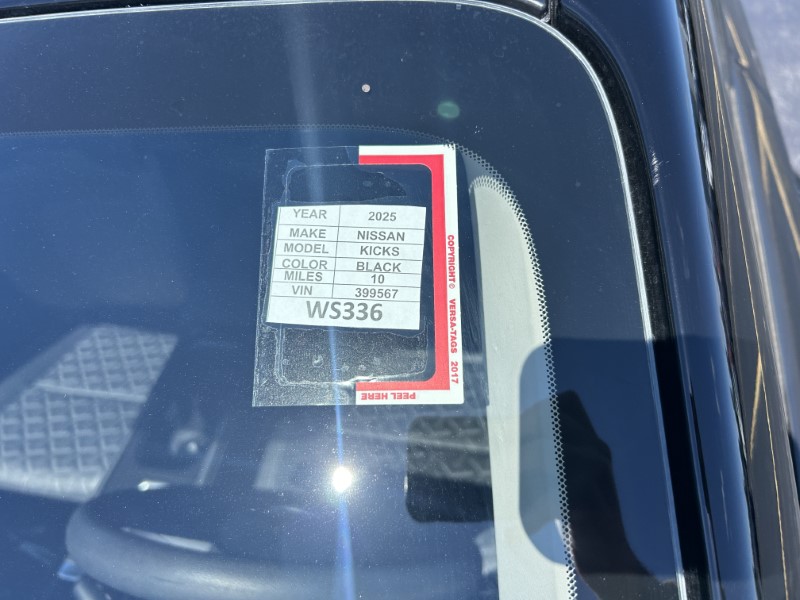 YEAR 2025
MAKE NISSAN
MODEL KICKS
COLOR BLACK
MILES 10
VIN 399567
WS336
COPYRIGHT© VERSA-TAGS 2017
PEEL HERE